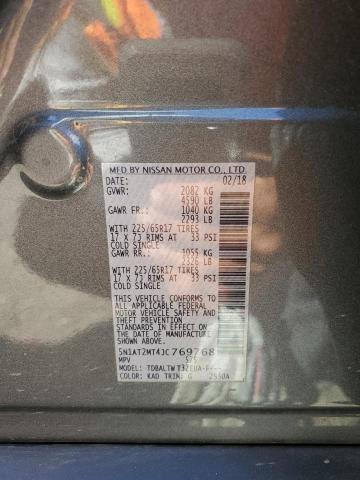 MFD BY NISSAN MOTOR CO., LTD
DATE: 02/18
GVWR: 2082 KG
4590 LB
GAWR FR: 1040 KG
2293 LB
WITH 225/65R17 TIRES
17 X 7J RIMS AT 33 PSI
COLD SINGLE
GAWR RR: 1055 KG
2326 LB
WITH 225/65R17 TIRES
17 X 7J RIMS AT 33 PSI
COLD SINGLE
THIS VEHICLE CONFORMS TO
ALL APPLICABLE FEDERAL
MOTOR VEHICLE SAFETY AND
THEFT PREVENTION
STANDARDS IN EFFECT ON
THE DATE OF MANUFACTURE
SHOWN ABOVE.
5N1AT2MT4JC769768
MPV
MODEL:
COLOR: KAD TRIM: G